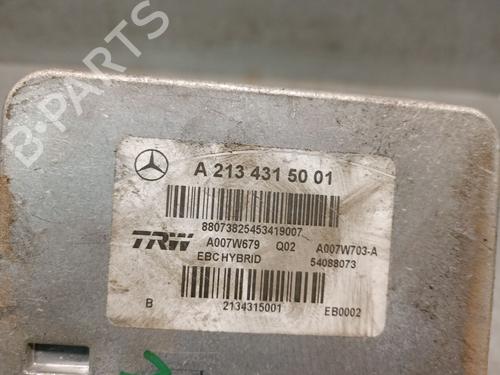 B-PARTS
A 213 431 50 01
88073825453419007
TRW A007W679 Q02 A007W703-A
EBC HYBRID 54088073
B 2134315001 EB0002